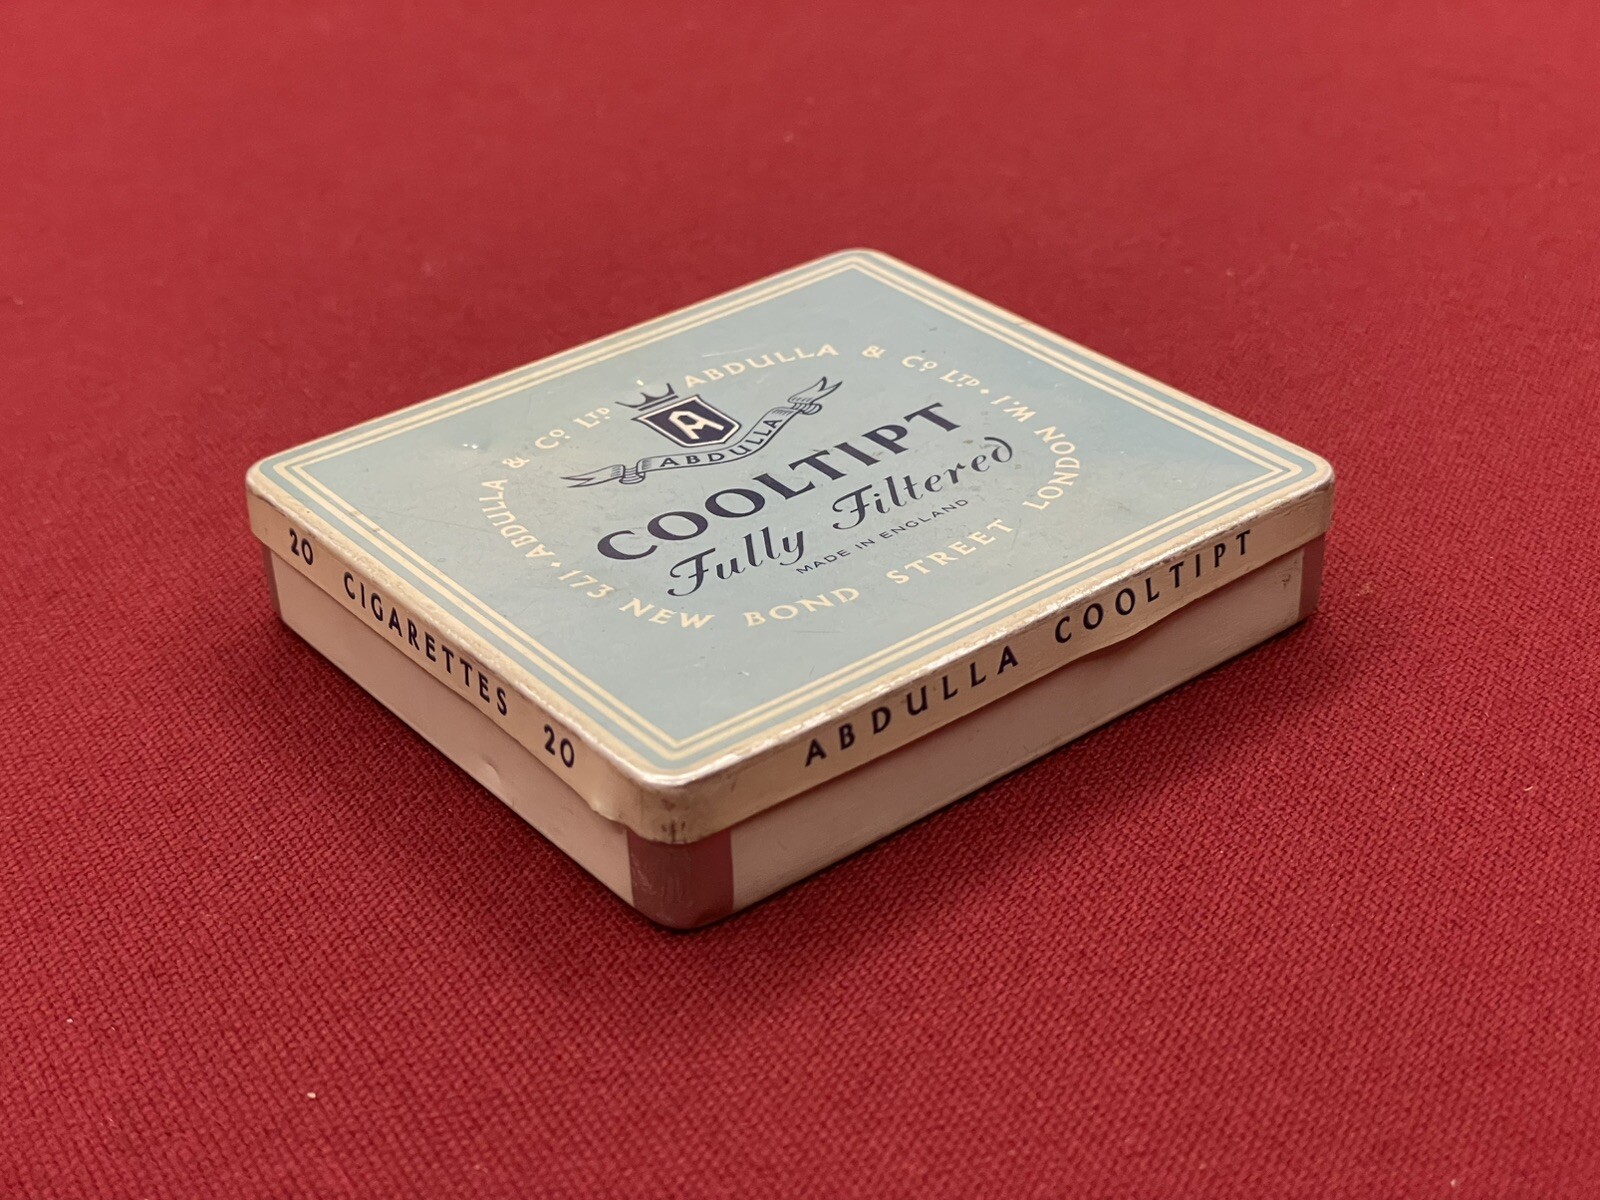 ABDULLA & Cº LTD
ABDULLA & Cº LTD • 173 NEW BOND STREET LONDON W.1 •
A
ABDULLA
COOLTIPT
Fully Filtered
MADE IN ENGLAND
20 CIGARETTES 20
ABDULLA COOLTIPT